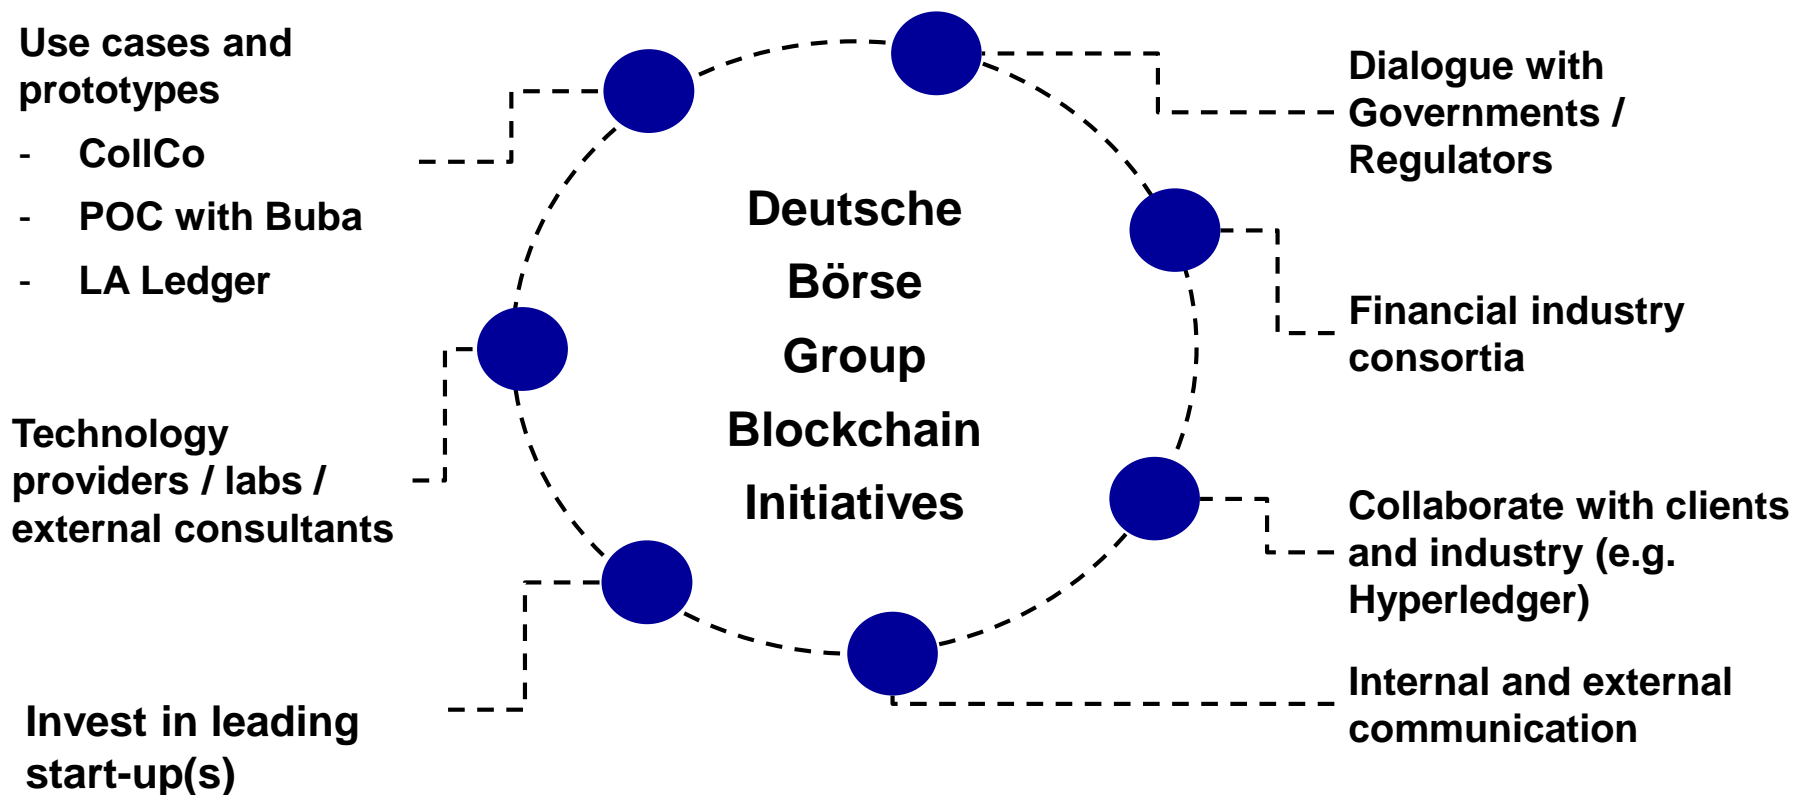 Use cases and
prototypes
- CollCo
- POC with Buba
- LA Ledger
Technology
providers / labs /
external consultants
Invest in leading
start-up(s)
Deutsche
Börse
Group
Blockchain
Initiatives
Dialogue with
Governments /
Regulators
Financial industry
consortia
Collaborate with clients
and industry (e.g.
Hyperledger)
Internal and external
communication